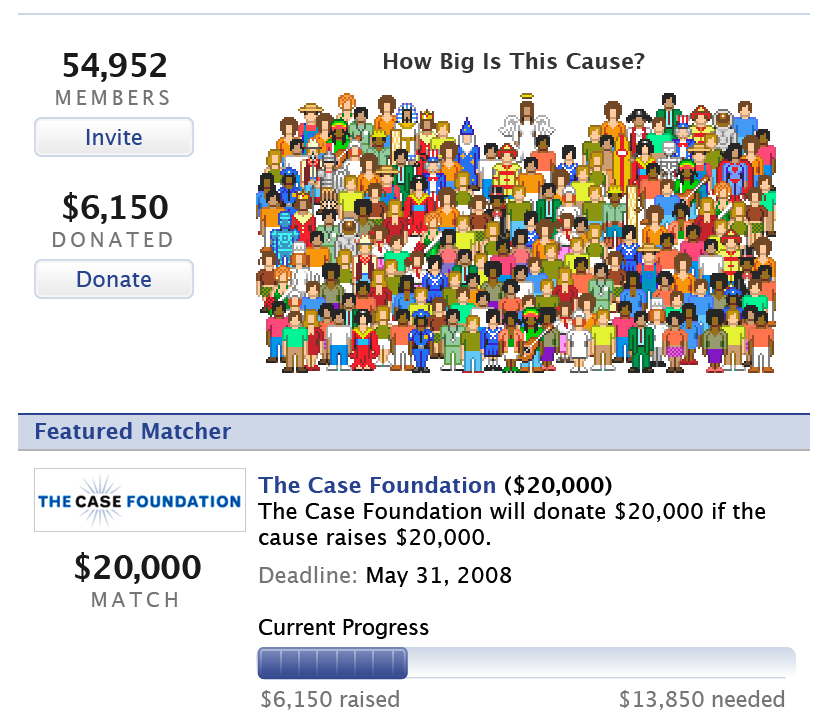 54,952
MEMBERS
Invite
$6,150
DONATED
Donate
How Big Is This Cause?
Featured Matcher
THE CASE FOUNDATION
$20,000
MATCH
The Case Foundation ($20,000)
The Case Foundation will donate $20,000 if the
cause raises $20,000.
Deadline: May 31, 2008
Current Progress
$6,150 raised
$13,850 needed